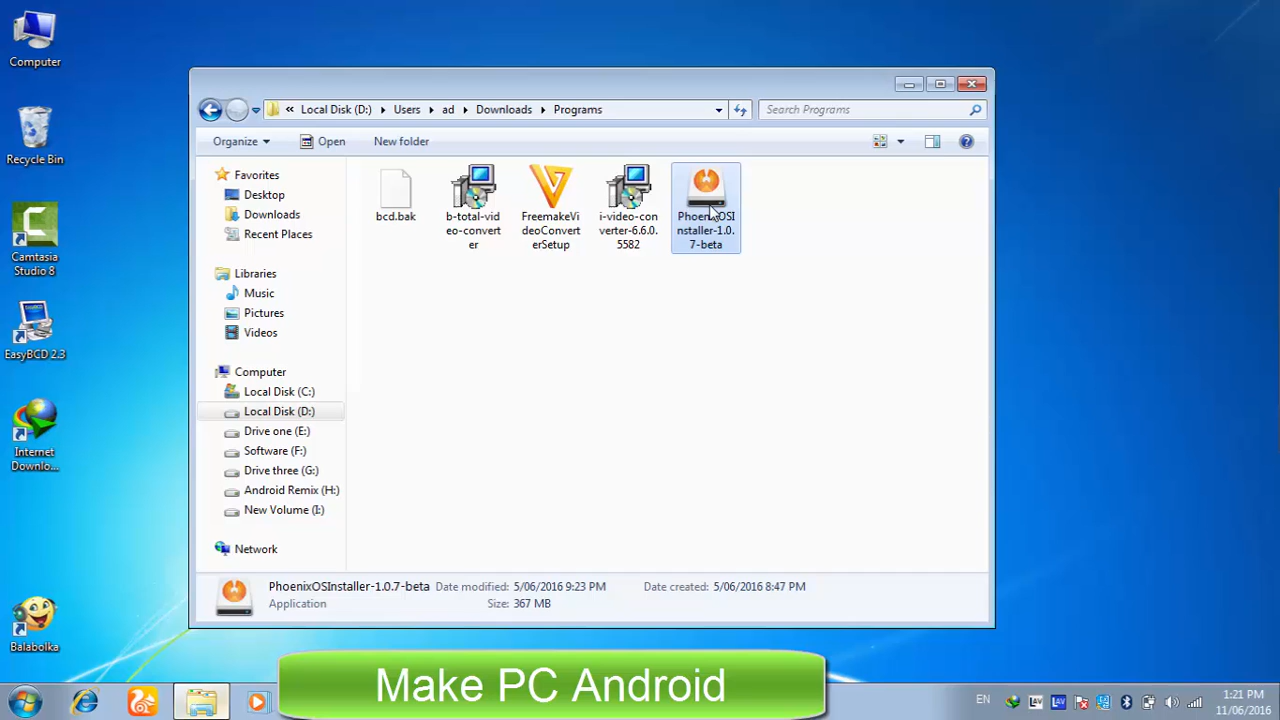 Computer
Recycle Bin
Camtasia
Studio 8
EasyBCD 2.3
Internet
Downlo...
Balabolka
« Local Disk (D:) Users ad Downloads Programs
Search Programs
Organize Open New folder
Favorites
Desktop
Downloads
Recent Places
Libraries
Music
Pictures
Videos
Computer
Local Disk (C:)
Local Disk (D:)
Drive one (E:)
Software (F:)
Drive three (G:)
Android Remix (H:)
New Volume (I:)
Network
bcd.bak
b-total-vid
eo-convert
er
FreemakeVi
deoConvert
erSetup
i-video-con
verter-6.6.0.
5582
PhoenixOSI
nstaller-1.0.
7-beta
PhoenixOSInstaller-1.0.7-beta Date modified: 5/06/2016 9:23 PM Date created: 5/06/2016 8:47 PM
Application Size: 367 MB
Make PC Android
EN
LAV
LAV
1:21 PM
11/06/2016